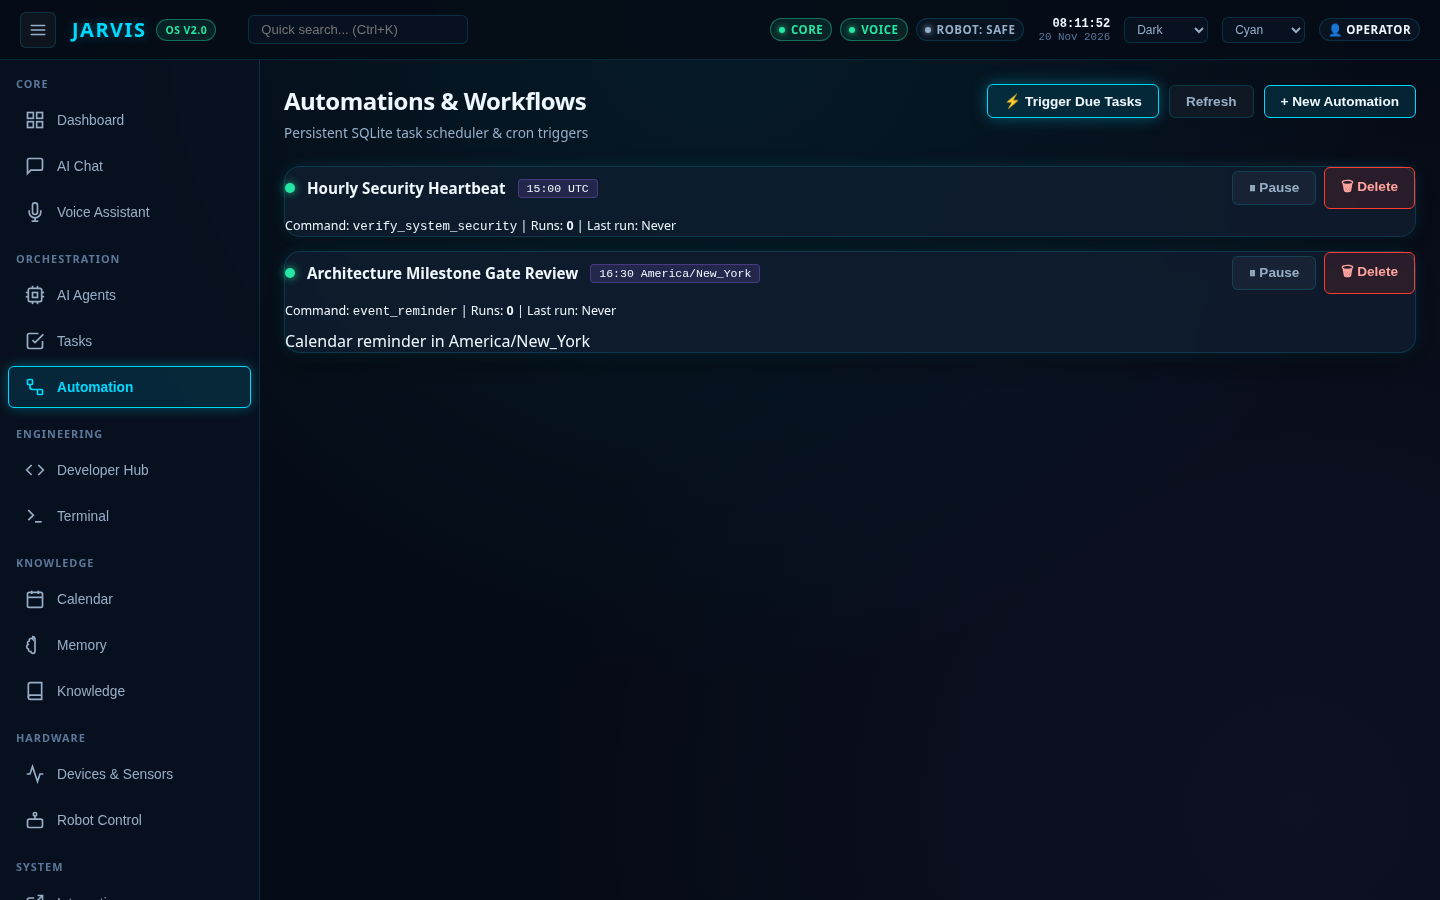 JARVIS
OS V2.0
Quick search... (Ctrl+K)
CORE
VOICE
ROBOT: SAFE
08:11:52
20 Nov 2026
Dark
Cyan
OPERATOR
CORE
Dashboard
AI Chat
Voice Assistant
ORCHESTRATION
AI Agents
Tasks
Automation
ENGINEERING
Developer Hub
Terminal
KNOWLEDGE
Calendar
Memory
Knowledge
HARDWARE
Devices & Sensors
Robot Control
SYSTEM
Automations & Workflows
Persistent SQLite task scheduler & cron triggers
⚡ Trigger Due Tasks
Refresh
+ New Automation
Hourly Security Heartbeat
15:00 UTC
Pause
Delete
Command: verify_system_security | Runs: 0 | Last run: Never
Architecture Milestone Gate Review
16:30 America/New_York
Pause
Delete
Command: event_reminder | Runs: 0 | Last run: Never
Calendar reminder in America/New_York